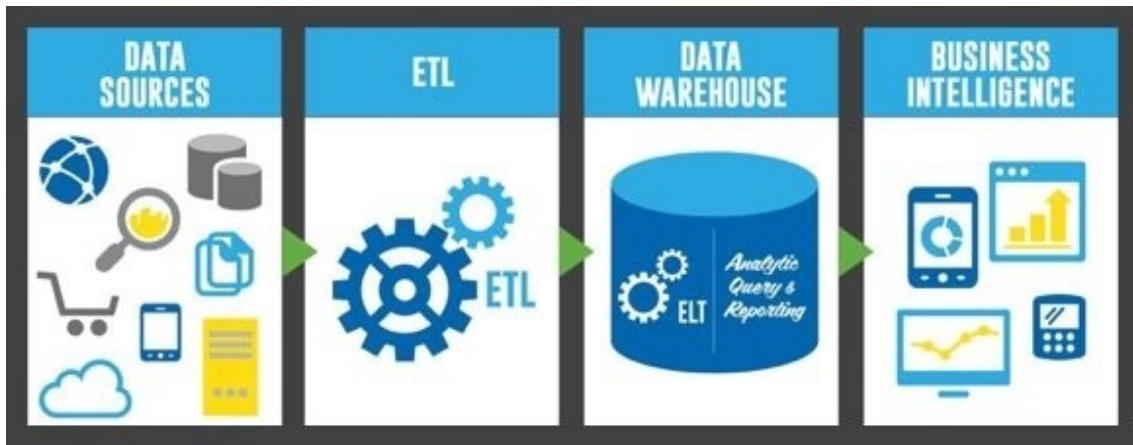 DATA
SOURCES
ETL
DATA
WAREHOUSE
BUSINESS
INTELLIGENCE
ETL
ELT
Analytic
Query &
Reporting